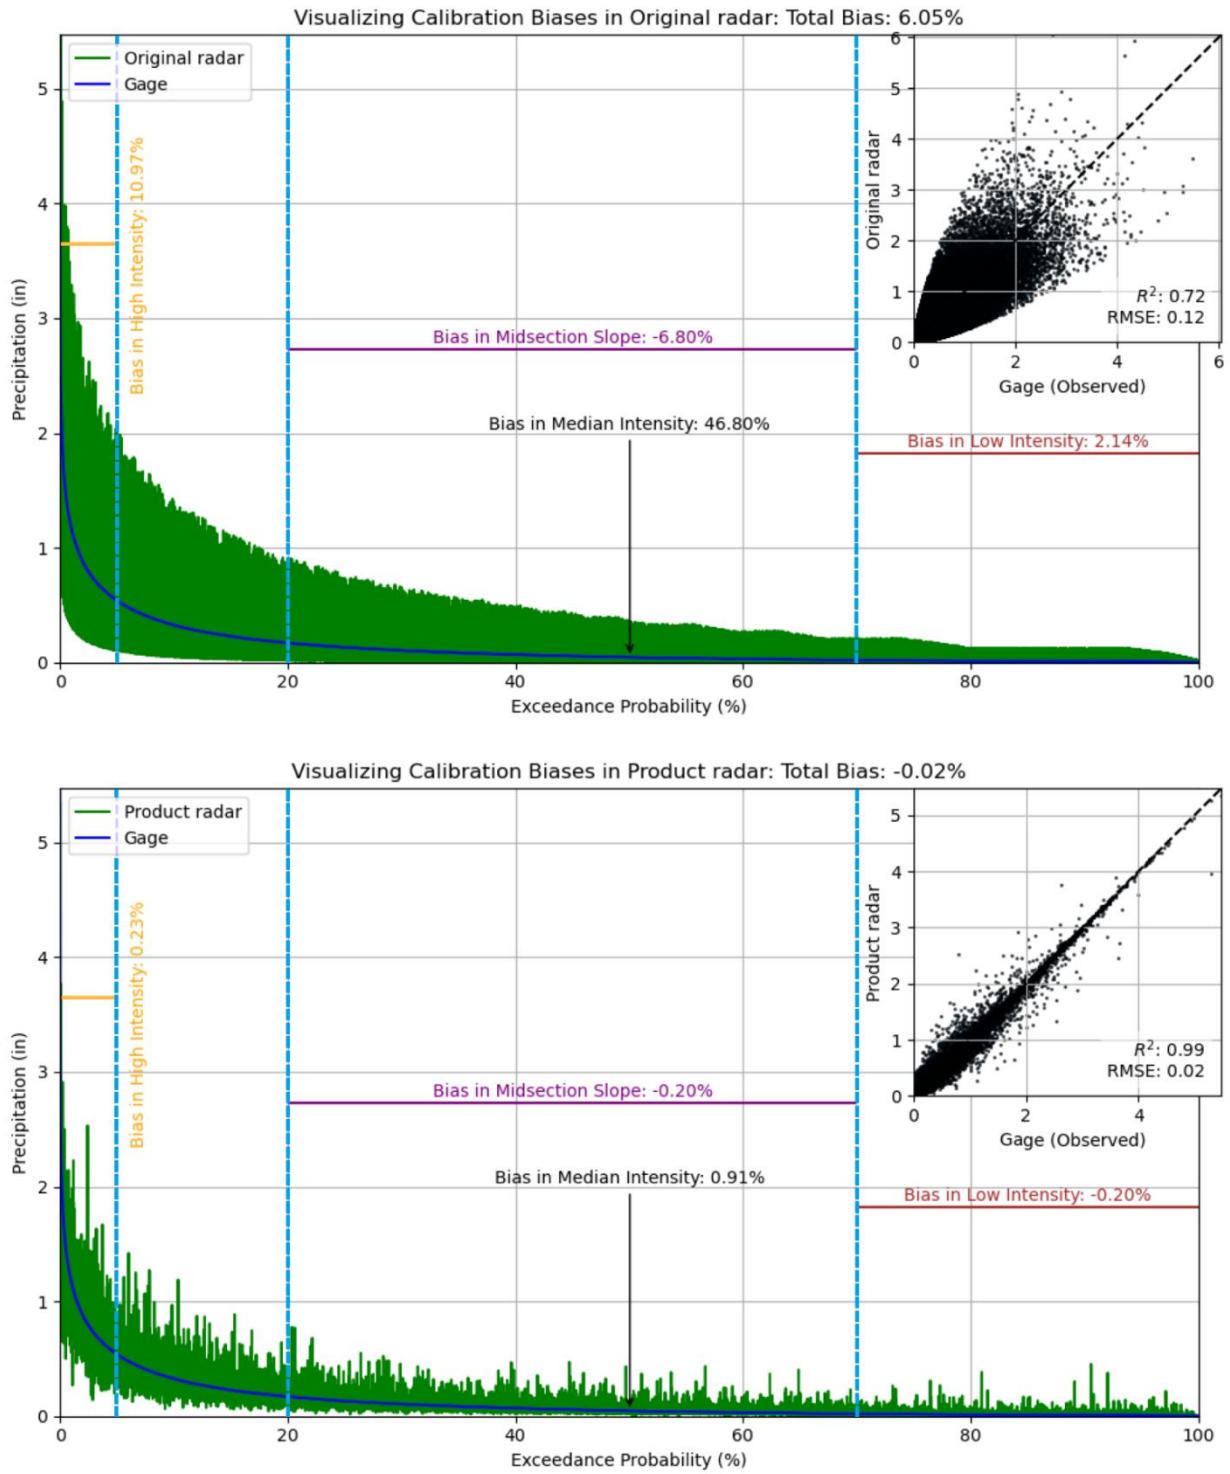 Visualizing Calibration Biases in Original radar: Total Bias: 6.05%
Original radar
Gage
Precipitation (in)
5
4
3
2
1
0
Bias in High Intensity: 10.97%
Bias in Midsection Slope: -6.80%
Bias in Median Intensity: 46.80%
Bias in Low Intensity: 2.14%
Original radar
6
5
4
3
2
1
0
R²: 0.72
RMSE: 0.12
0 2 4 6
Gage (Observed)
0 20 40 60 80 100
Exceedance Probability (%)
Visualizing Calibration Biases in Product radar: Total Bias: -0.02%
Product radar
Gage
Precipitation (in)
5
4
3
2
1
0
Bias in High Intensity: 0.23%
Bias in Midsection Slope: -0.20%
Bias in Median Intensity: 0.91%
Bias in Low Intensity: -0.20%
Product radar
5
4
3
2
1
0
R²: 0.99
RMSE: 0.02
0 2 4
Gage (Observed)
0 20 40 60 80 100
Exceedance Probability (%)